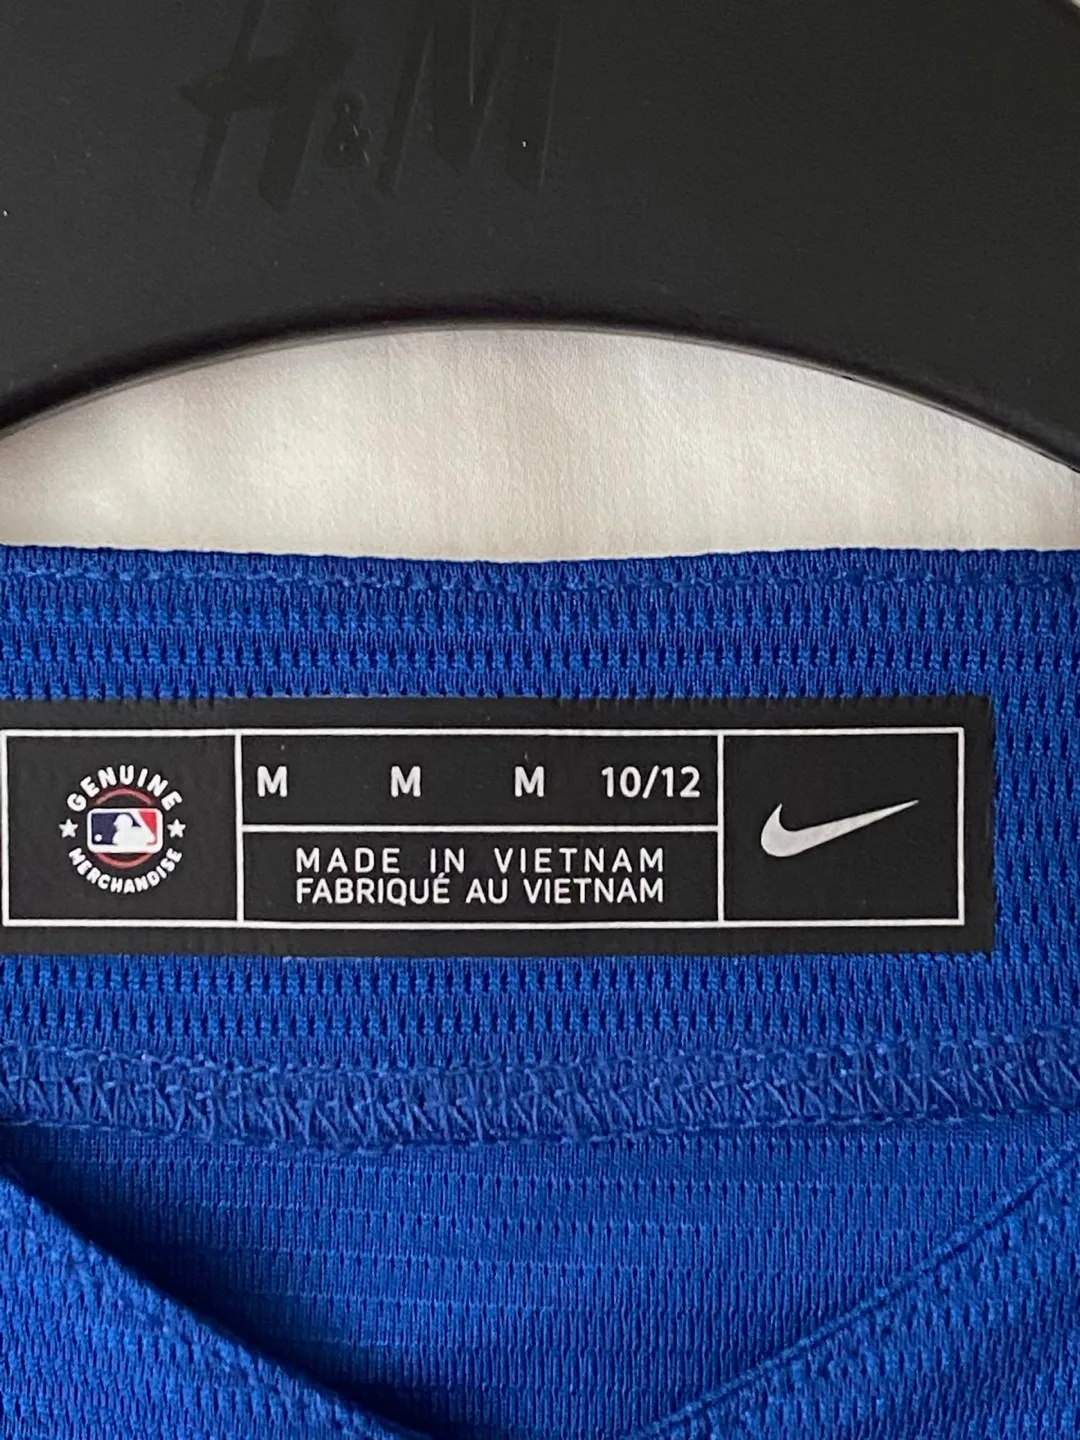 H&M
GENUINE
MERCHANDISE
M M M 10/12
MADE IN VIETNAM
FABRIQUÉ AU VIETNAM